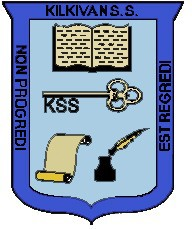 KILKIVAN S.S.
NON PROGREDI
EST REGREDI
KSS